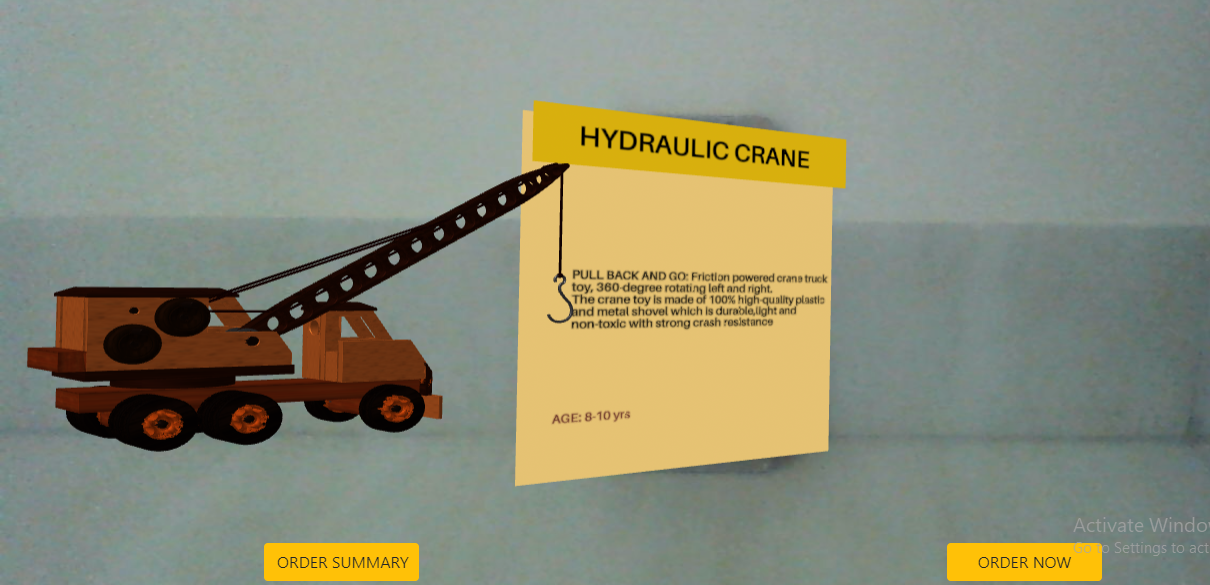 HYDRAULIC CRANE
PULL BACK AND GO: Friction powered crane truck
toy, 360-degree rotating left and right.
The crane toy is made of 100% high-quality plastic
and metal shovel which is durable,light and
non-toxic with strong crash resistance
AGE: 8-10 yrs
Activate Windo
Go to Settings to act
ORDER SUMMARY
ORDER NOW